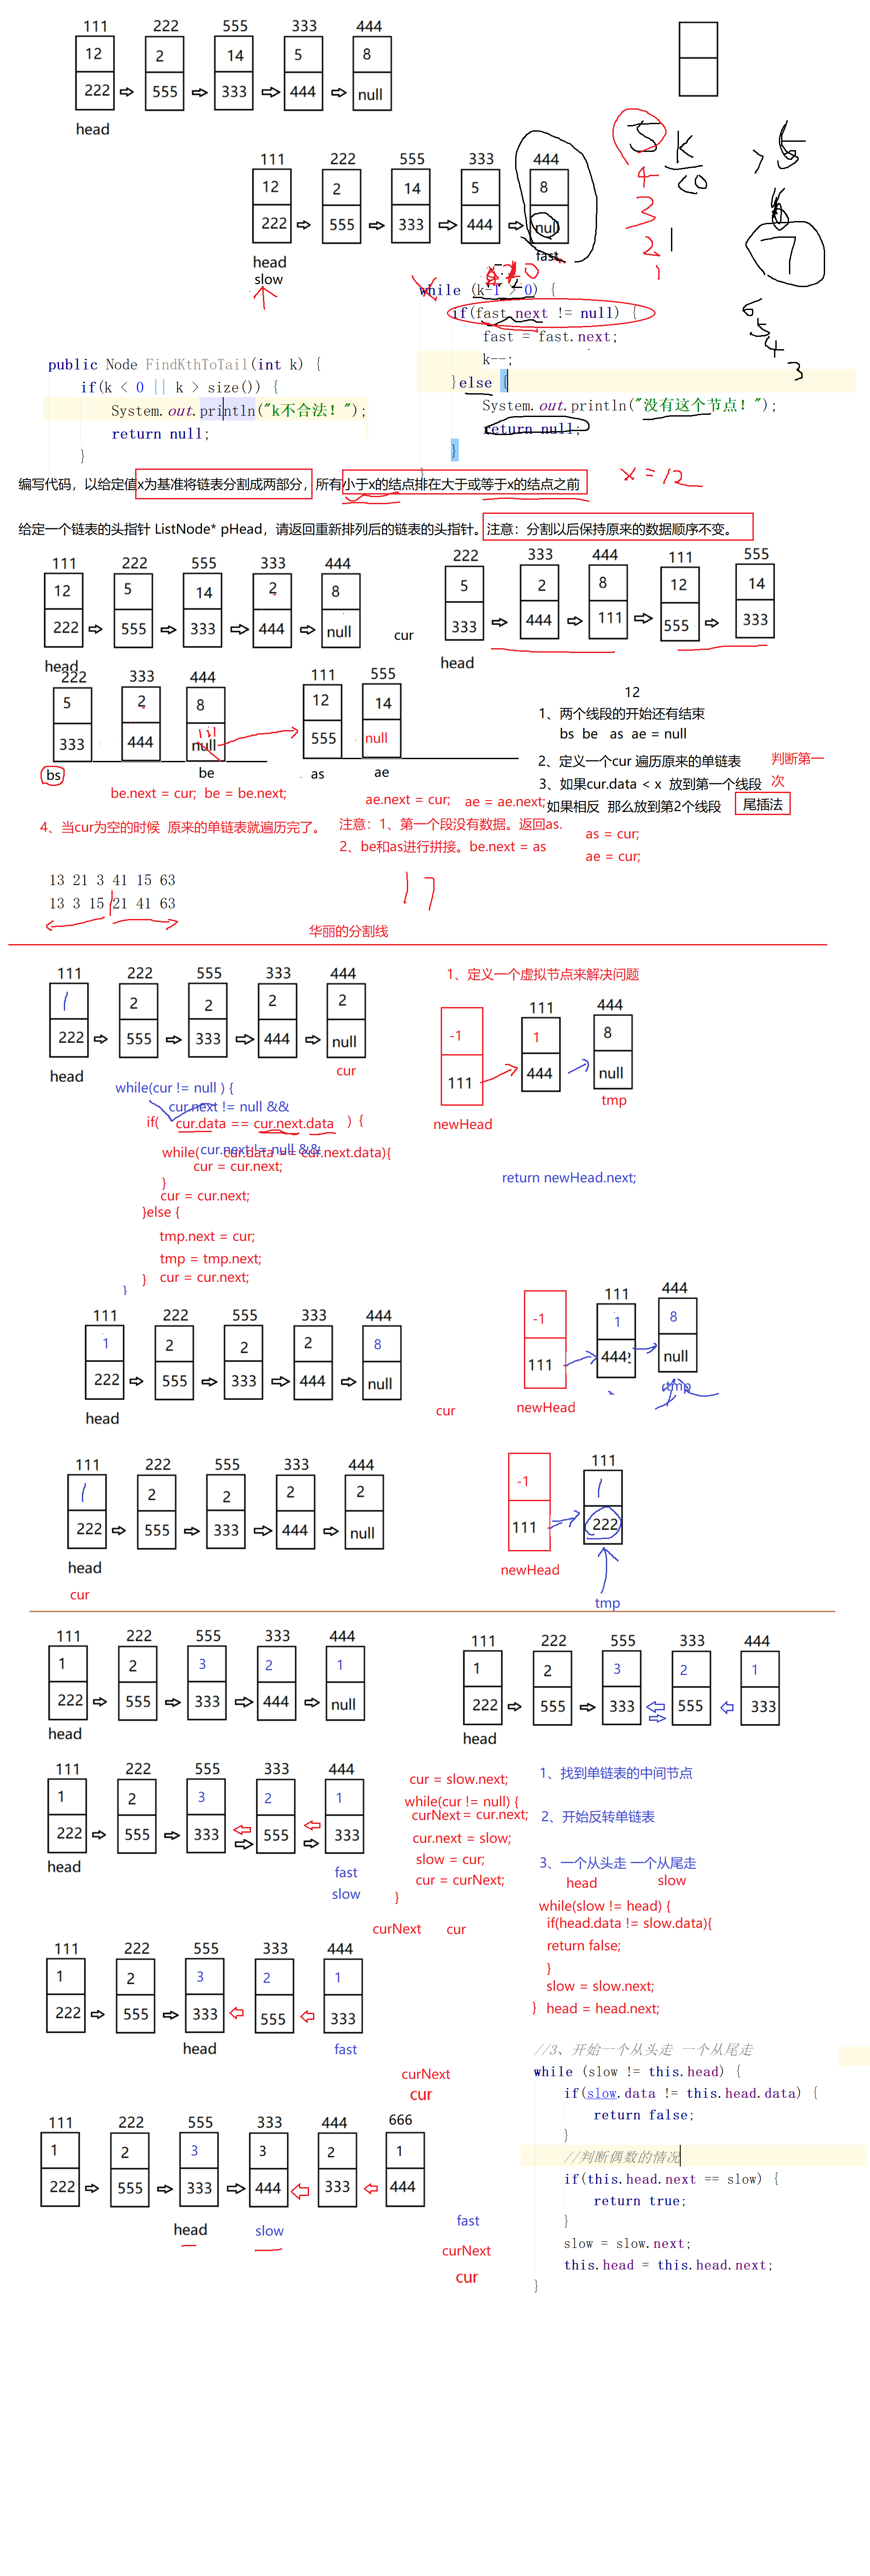 111 222 555 333 444
12 2 14 5 8
222 555 333 444 null
head
111 222 555 333 444
12 2 14 5 8
222 555 333 444 null
head fast
slow
5 k
<0
4
3
2 1
1
> 5
7
6
5
4
3
while (k-1 > 0) {
if(fast.next != null) {
fast = fast.next;
k--;
}else {
System.out.println("没有这个节点！");
return null;
}
}
public Node FindKthToTail(int k) {
if(k < 0 || k > size()) {
System.out.println("k不合法！");
return null;
}
编写代码，以给定值x为基准将链表分割成两部分，所有小于x的结点排在大于或等于x的结点之前
x = 12
给定一个链表的头指针 ListNode* pHead，请返回重新排列后的链表的头指针。注意：分割以后保持原来的数据顺序不变。
111 222 555 333 444
12 5 14 2 8
222 555 333 444 null
head
cur
222 333 444 111 555
5 2 8 12 14
333 444 111 555 333
head
222 333 444 111 555
5 2 8 12 14
333 444 null 555 null
111
bs be as ae
be.next = cur; be = be.next;
ae.next = cur; ae = ae.next;
12
1、两个线段的开始还有结束
bs be as ae = null
2、定义一个cur 遍历原来的单链表
判断第一次
3、如果cur.data < x 放到第一个线段
如果相反 那么放到第2个线段 尾插法
as = cur;
ae = cur;
4、当cur为空的时候 原来的单链表就遍历完了。
注意：1、第一个段没有数据。返回as.
2、be和as进行拼接。be.next = as
13 21 3 41 15 63
13 3 15 21 41 63
17
华丽的分割线
111 222 555 333 444
1 2 2 2 2
222 555 333 444 null
head cur
1、定义一个虚拟节点来解决问题
111 444
-1 1 8
111 444 null
newHead tmp
while(cur != null ) {
cur.next != null &&
if( cur.data == cur.next.data ) {
cur.next != null &&
while( cur.data == cur.next.data){
cur = cur.next;
}
cur = cur.next;
}else {
tmp.next = cur;
tmp = tmp.next;
} cur = cur.next;
}
return newHead.next;
111 222 555 333 444
1 2 2 2 8
222 555 333 444 null
head cur
111 444
-1 1 8
111 444 null
newHead tmp
111 222 555 333 444
1 2 2 2 2
222 555 333 444 null
head
cur
111
-1 1
111 222
newHead
tmp
111 222 555 333 444
1 2 3 2 1
222 555 333 444 null
head
111 222 555 333 444
1 2 3 2 1
222 555 333 555 333
head
111 222 555 333 444
1 2 3 2 1
222 555 333 555 333
head fast
slow
curNext cur
cur = slow.next;
while(cur != null) {
curNext = cur.next;
cur.next = slow;
slow = cur;
cur = curNext;
}
1、找到单链表的中间节点
2、开始反转单链表
3、一个从头走 一个从尾走
head slow
while(slow != head) {
if(head.data != slow.data){
return false;
}
slow = slow.next;
} head = head.next;
111 222 555 333 444
1 2 3 2 1
222 555 333 555 333
head fast
curNext
cur
111 222 555 333 444 666
1 2 3 3 2 1
222 555 333 444 333 444
head slow fast
curNext
cur
//3、开始一个从头走 一个从尾走
while (slow != this.head) {
if(slow.data != this.head.data) {
return false;
}
//判断偶数的情况
if(this.head.next == slow) {
return true;
}
slow = slow.next;
this.head = this.head.next;
}